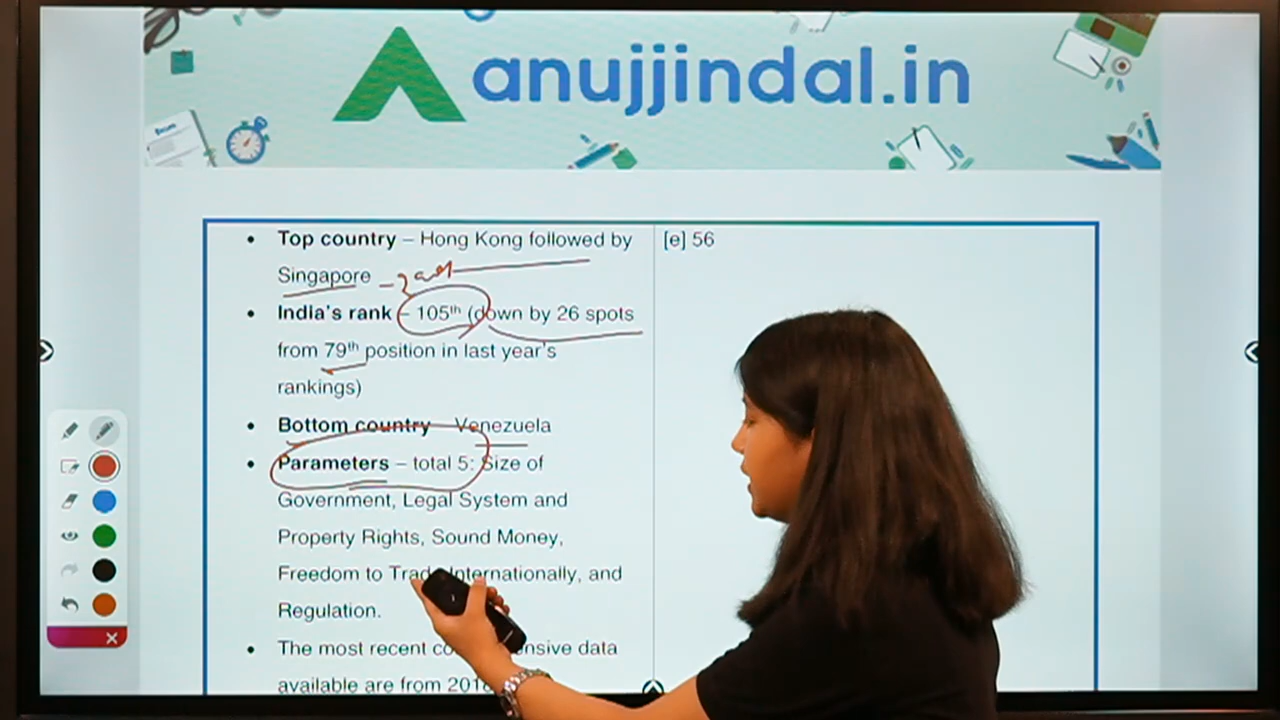 anujjindal.in
• Top country – Hong Kong followed by
Singapore
• India's rank – 105th (down by 26 spots
from 79th position in last year's
rankings)
• Bottom country Venezuela
• Parameters – total 5: Size of
Government, Legal System and
Property Rights, Sound Money,
Freedom to Trade Internationally, and
Regulation.
• The most recent data
available are from
[e] 56